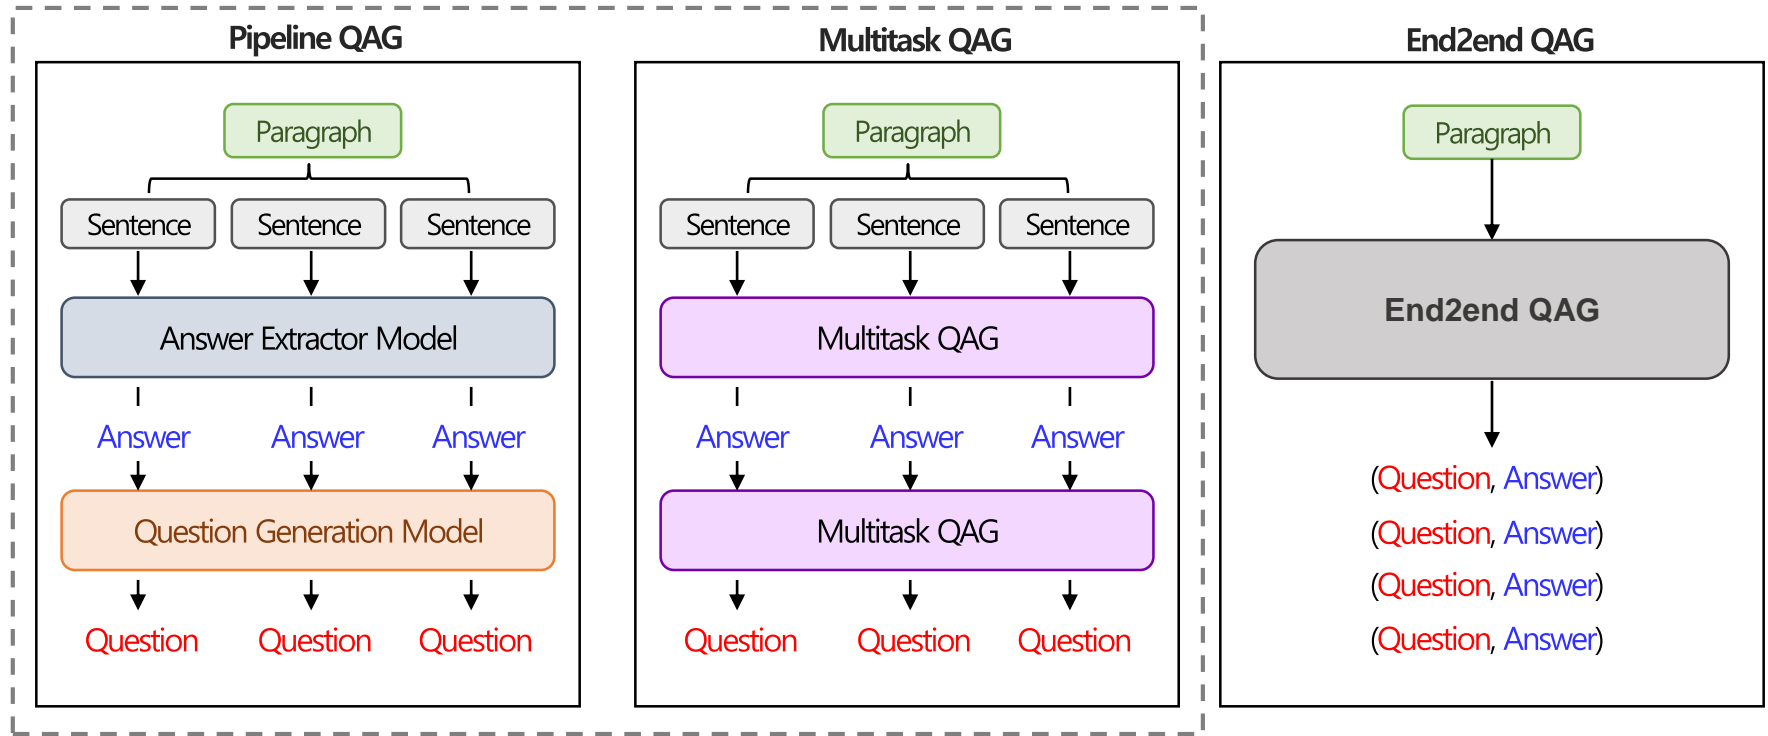 Pipeline QAG
Paragraph
Sentence Sentence Sentence
Answer Extractor Model
Answer Answer Answer
Question Generation Model
Question Question Question
Multitask QAG
Paragraph
Sentence Sentence Sentence
Multitask QAG
Answer Answer Answer
Multitask QAG
Question Question Question
End2end QAG
Paragraph
End2end QAG
(Question, Answer)
(Question, Answer)
(Question, Answer)
(Question, Answer)